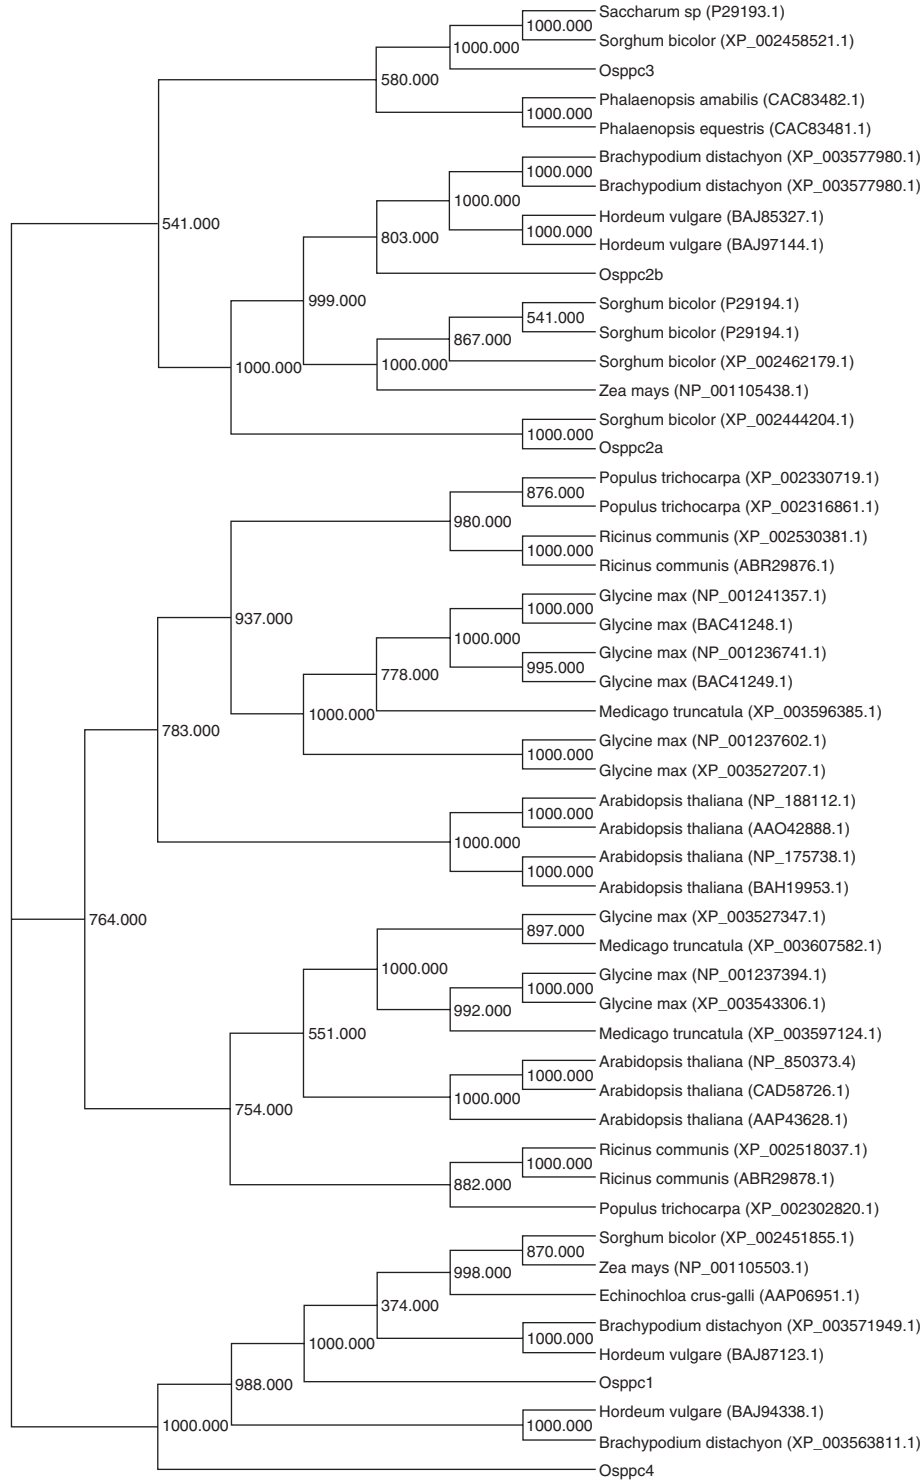 Saccharum sp (P29193.1)
1000.000
Sorghum bicolor (XP_002458521.1)
1000.000
Osppc3
580.000
Phalaenopsis amabilis (CAC83482.1)
1000.000
Phalaenopsis equestris (CAC83481.1)
Brachypodium distachyon (XP_003577980.1)
1000.000
Brachypodium distachyon (XP_003577980.1)
1000.000
Hordeum vulgare (BAJ85327.1)
541.000
1000.000
803.000
Hordeum vulgare (BAJ97144.1)
Osppc2b
999.000
Sorghum bicolor (P29194.1)
541.000
Sorghum bicolor (P29194.1)
867.000
Sorghum bicolor (XP_002462179.1)
1000.000
1000.000
Zea mays (NP_001105438.1)
Sorghum bicolor (XP_002444204.1)
1000.000
Osppc2a
Populus trichocarpa (XP_002330719.1)
876.000
Populus trichocarpa (XP_002316861.1)
980.000
Ricinus communis (XP_002530381.1)
1000.000
Ricinus communis (ABR29876.1)
Glycine max (NP_001241357.1)
1000.000
937.000
Glycine max (BAC41248.1)
1000.000
Glycine max (NP_001236741.1)
995.000
778.000
Glycine max (BAC41249.1)
Medicago truncatula (XP_003596385.1)
1000.000
783.000
Glycine max (NP_001237602.1)
1000.000
Glycine max (XP_003527207.1)
Arabidopsis thaliana (NP_188112.1)
1000.000
Arabidopsis thaliana (AAO42888.1)
1000.000
Arabidopsis thaliana (NP_175738.1)
1000.000
Arabidopsis thaliana (BAH19953.1)
Glycine max (XP_003527347.1)
764.000
897.000
Medicago truncatula (XP_003607582.1)
1000.000
Glycine max (NP_001237394.1)
1000.000
Glycine max (XP_003543306.1)
992.000
551.000
Medicago truncatula (XP_003597124.1)
Arabidopsis thaliana (NP_850373.4)
1000.000
Arabidopsis thaliana (CAD58726.1)
1000.000
754.000
Arabidopsis thaliana (AAP43628.1)
Ricinus communis (XP_002518037.1)
1000.000
Ricinus communis (ABR29878.1)
882.000
Populus trichocarpa (XP_002302820.1)
Sorghum bicolor (XP_002451855.1)
870.000
Zea mays (NP_001105503.1)
998.000
Echinochloa crus-galli (AAP06951.1)
374.000
Brachypodium distachyon (XP_003571949.1)
1000.000
1000.000
Hordeum vulgare (BAJ87123.1)
Osppc1
988.000
Hordeum vulgare (BAJ94338.1)
1000.000
1000.000
Brachypodium distachyon (XP_003563811.1)
Osppc4